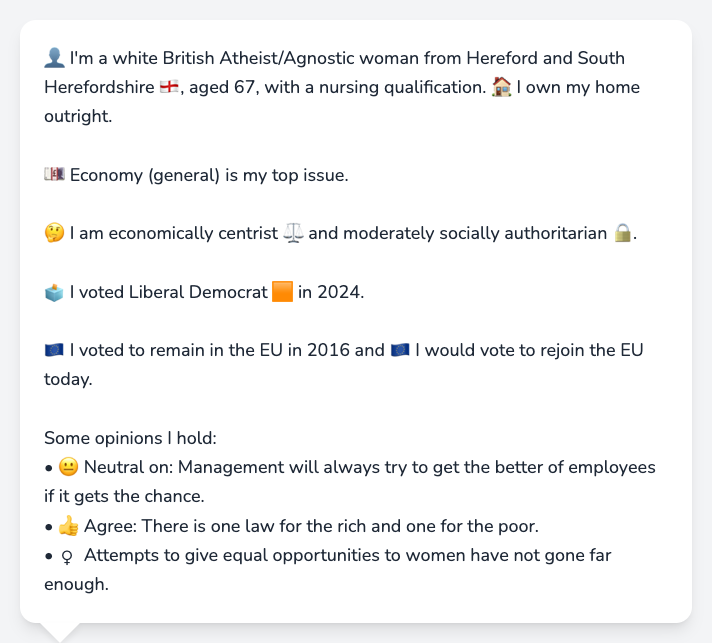 👤 I'm a white British Atheist/Agnostic woman from Hereford and South
Herefordshire 🏴󠁧󠁢󠁥󠁮󠁧󠁿, aged 67, with a nursing qualification. 🏠 I own my home
outright.
💷 Economy (general) is my top issue.
🤔 I am economically centrist ⚖️ and moderately socially authoritarian 🔒.
🗳️ I voted Liberal Democrat 🟧 in 2024.
🇪🇺 I voted to remain in the EU in 2016 and 🇪🇺 I would vote to rejoin the EU
today.
Some opinions I hold:
• 😐 Neutral on: Management will always try to get the better of employees
if it gets the chance.
• 👍 Agree: There is one law for the rich and one for the poor.
• ♀ Attempts to give equal opportunities to women have not gone far
enough.